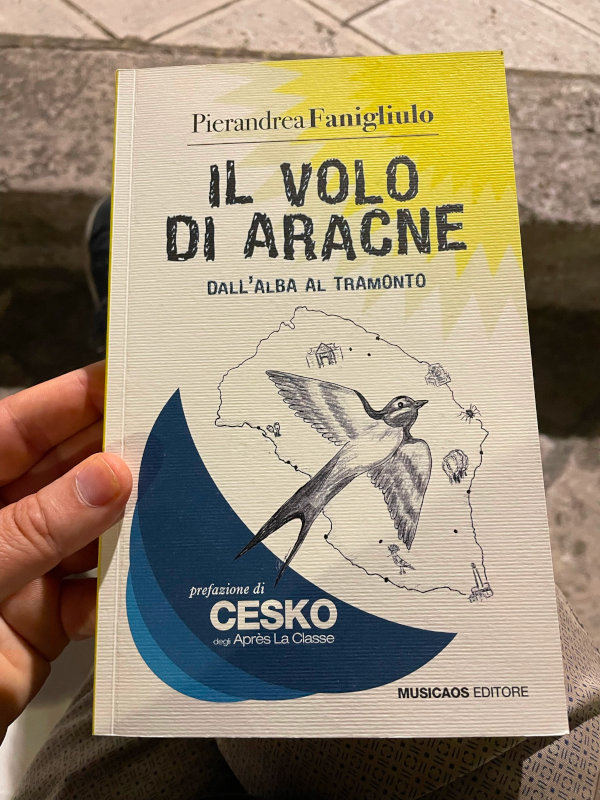 Pierandrea Fanigliulo
IL VOLO
DI ARACNE
DALL'ALBA AL TRAMONTO
prefazione di
CESKO
degli Après La Classe
MUSICAOS EDITORE